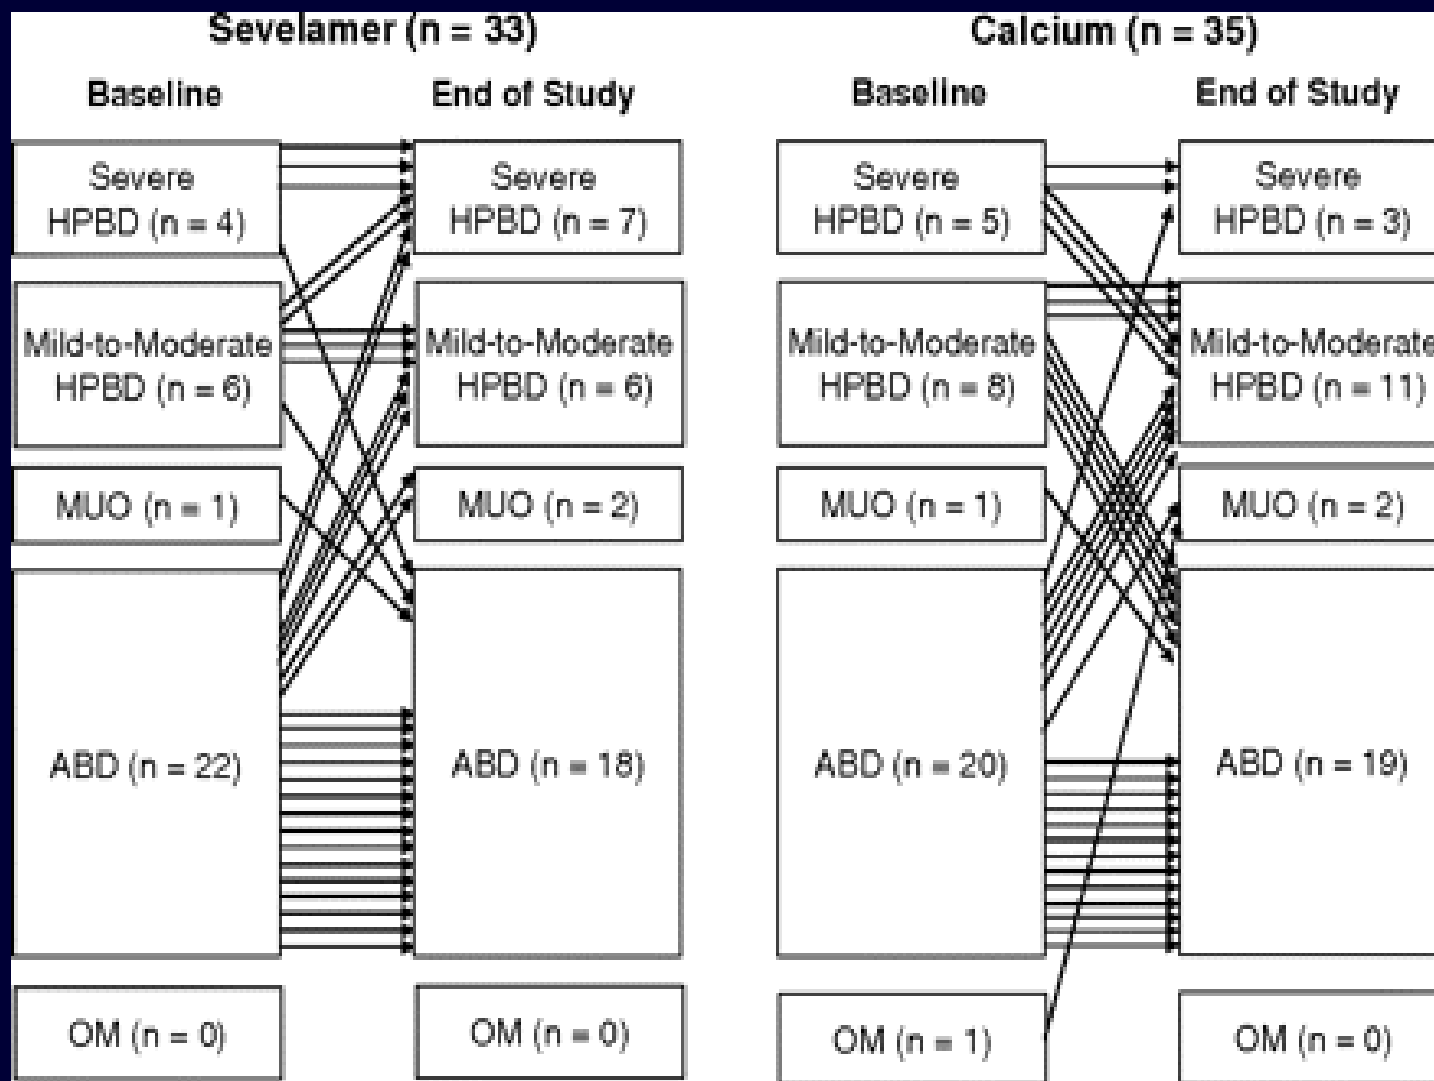 Sevelamer (n = 33)
Baseline
End of Study
Severe
HPBD (n = 4)
Severe
HPBD (n = 7)
Mild-to-Moderate
HPBD (n = 6)
Mild-to-Moderate
HPBD (n = 6)
MUO (n = 1)
MUO (n = 2)
ABD (n = 22)
ABD (n = 18)
OM (n = 0)
OM (n = 0)
Calcium (n = 35)
Baseline
End of Study
Severe
HPBD (n = 5)
Severe
HPBD (n = 3)
Mild-to-Moderate
HPBD (n = 8)
Mild-to-Moderate
HPBD (n = 11)
MUO (n = 1)
MUO (n = 2)
ABD (n = 20)
ABD (n = 19)
OM (n = 1)
OM (n = 0)